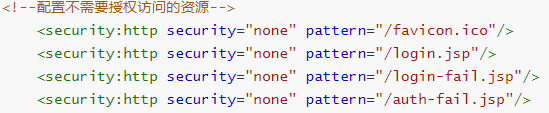 <!--配置不需要授权访问的资源-->
<security:http security="none" pattern="/favicon.ico"/>
<security:http security="none" pattern="/login.jsp"/>
<security:http security="none" pattern="/login-fail.jsp"/>
<security:http security="none" pattern="/auth-fail.jsp"/>